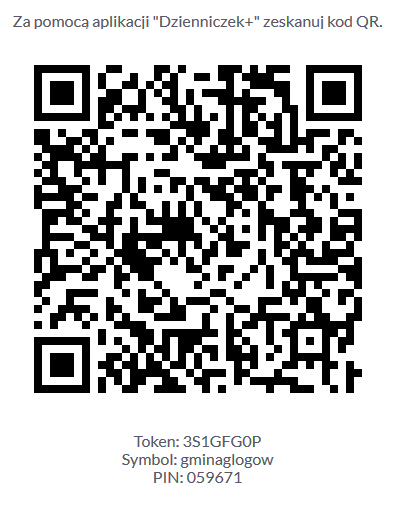 Za pomocą aplikacji "Dzienniczek+" zeskanuj kod QR.
Token: 3S1GFG0P
Symbol: gminaglogow
PIN: 059671